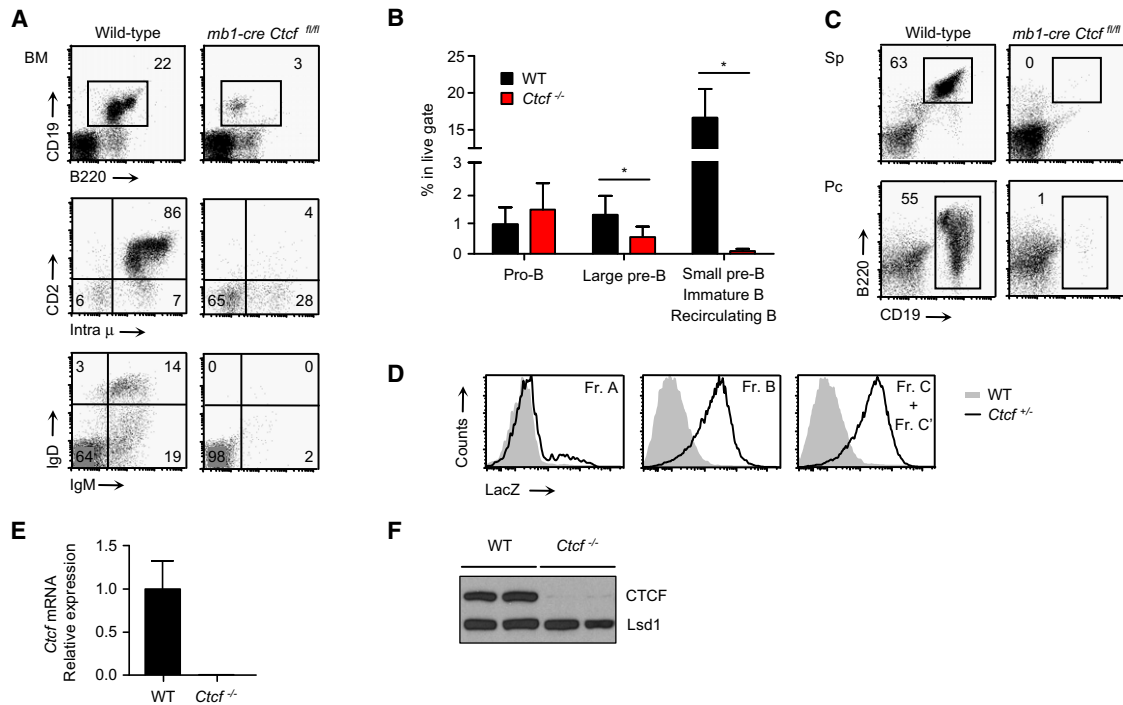 A
Wild-type
mb1-cre Ctcf fl/fl
BM
22
3
CD19
B220
86
4
6
7
65
28
CD2
Intra μ
3
14
0
0
64
19
98
2
IgD
IgM
B
25
20
15
3
2
1
0
% in live gate
WT
Ctcf -/-
*
*
Pro-B
Large pre-B
Small pre-B
Immature B
Recirculating B
C
Wild-type
mb1-cre Ctcf fl/fl
Sp
63
0
Pc
55
1
B220
CD19
D
Counts
Fr. A
Fr. B
Fr. C
+
Fr. C'
WT
Ctcf +/-
LacZ
E
Ctcf mRNA
Relative expression
1.5
1.0
0.5
0.0
WT
Ctcf -/-
F
WT
Ctcf -/-
CTCF
Lsd1